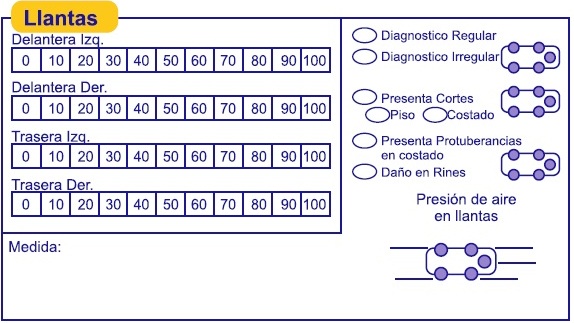 Llantas
Delantera Izq.
0 10 20 30 40 50 60 70 80 90 100
Delantera Der.
0 10 20 30 40 50 60 70 80 90 100
Trasera Izq.
0 10 20 30 40 50 60 70 80 90 100
Trasera Der.
0 10 20 30 40 50 60 70 80 90 100
Medida:
Diagnostico Regular
Diagnostico Irregular
Presenta Cortes
Piso Costado
Presenta Protuberancias
en costado
Daño en Rines
Presión de aire
en llantas